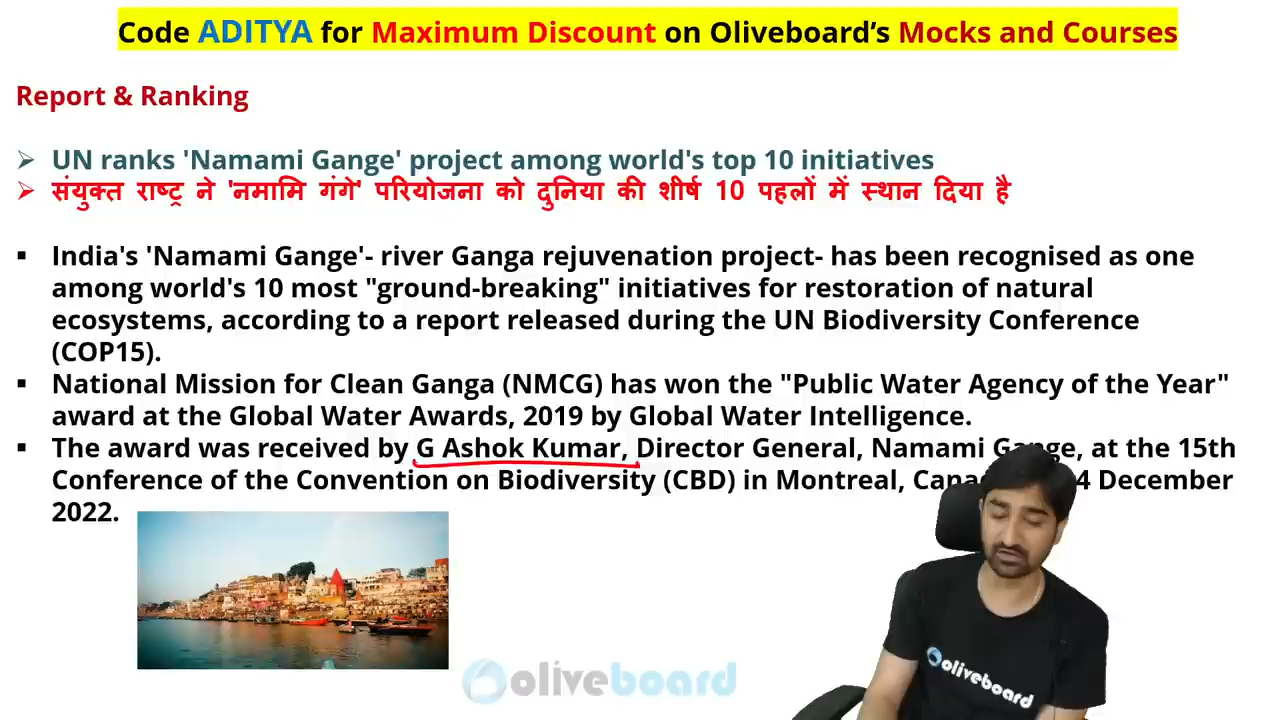 Code ADITYA for Maximum Discount on Oliveboard’s Mocks and Courses
Report & Ranking
➢ UN ranks 'Namami Gange' project among world's top 10 initiatives
➢ संयुक्त राष्ट्र ने 'नमामि गंगे' परियोजना को दुनिया की शीर्ष 10 पहलों में स्थान दिया है
▪ India's 'Namami Gange'- river Ganga rejuvenation project- has been recognised as one
among world's 10 most "ground-breaking" initiatives for restoration of natural
ecosystems, according to a report released during the UN Biodiversity Conference
(COP15).
▪ National Mission for Clean Ganga (NMCG) has won the "Public Water Agency of the Year"
award at the Global Water Awards, 2019 by Global Water Intelligence.
▪ The award was received by G Ashok Kumar, Director General, Namami Gange, at the 15th
Conference of the Convention on Biodiversity (CBD) in Montreal, 4 December
2022.
oliveboard
oliveboard